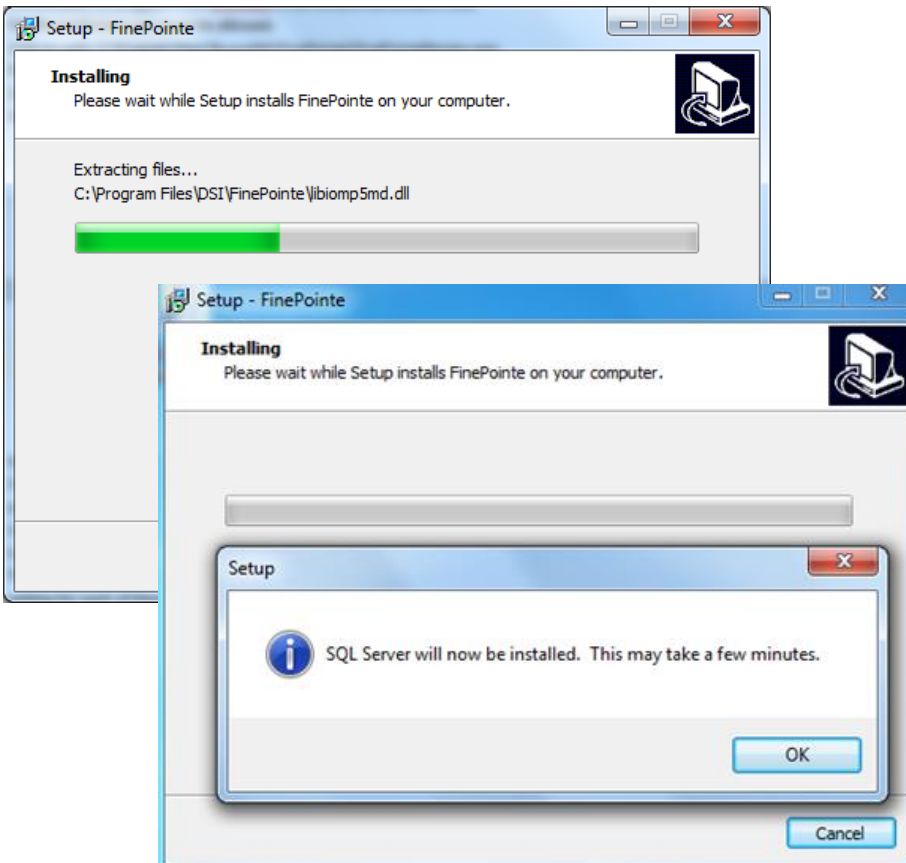 Setup - FinePointe
Installing
Please wait while Setup installs FinePointe on your computer.
Extracting files...
C:\Program Files\DSI\FinePointe\libiomp5md.dll
Setup - FinePointe
Installing
Please wait while Setup installs FinePointe on your computer.
Setup
SQL Server will now be installed.  This may take a few minutes.
OK
Cancel